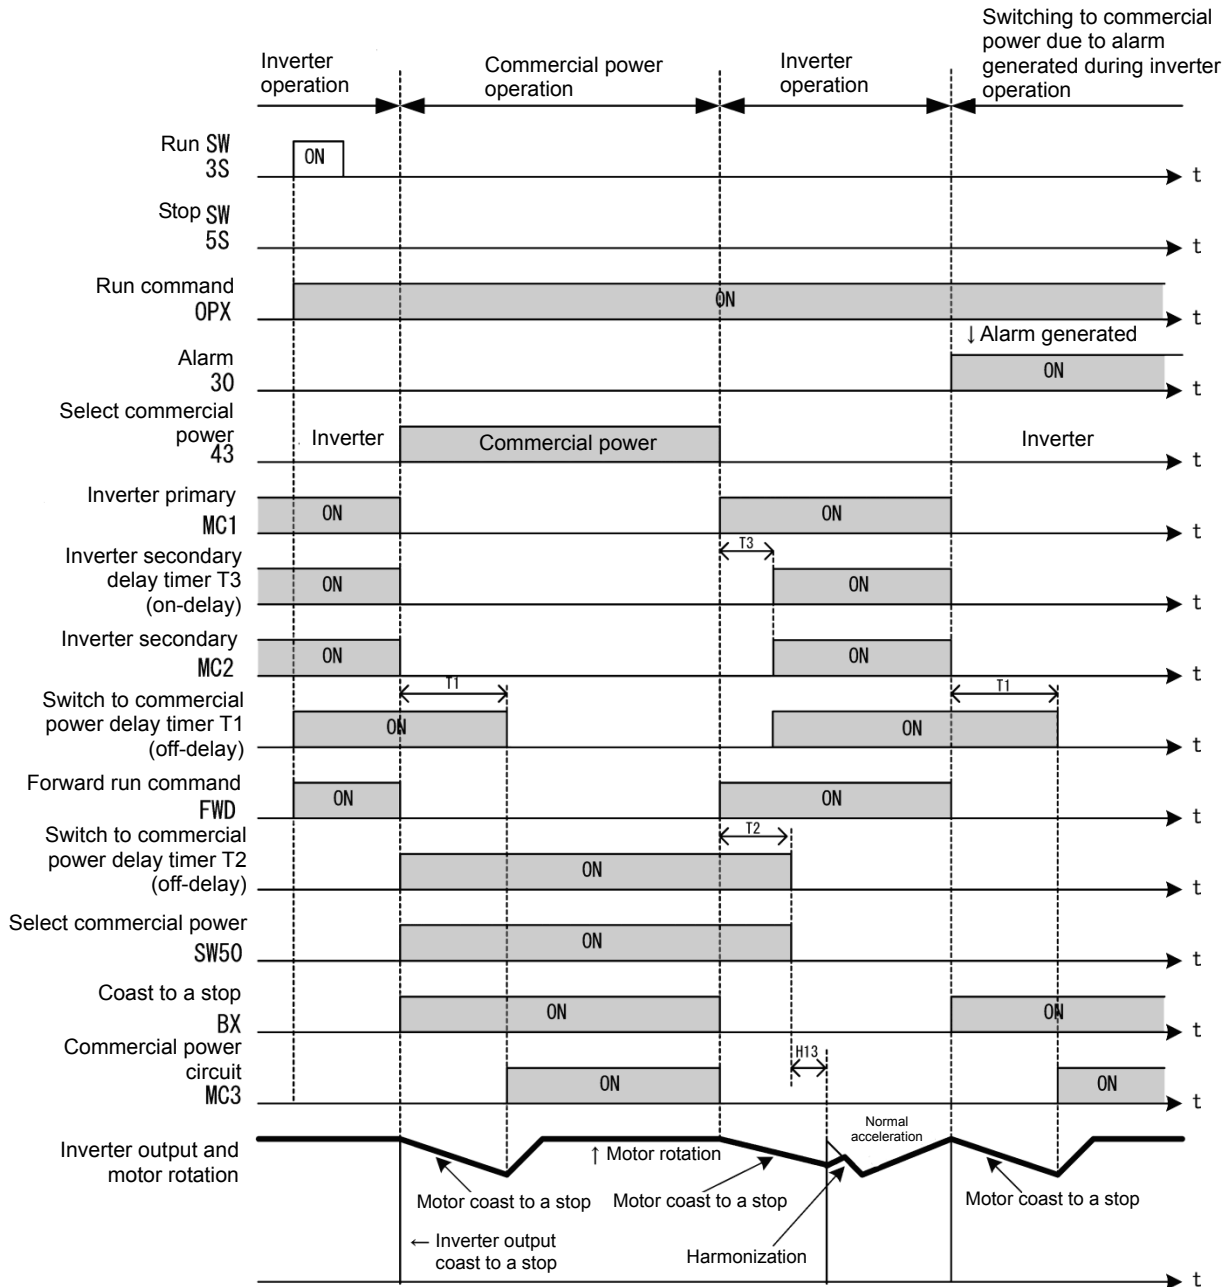 Inverter
operation
Commercial power
operation
Inverter
operation
Switching to commercial
power due to alarm
generated during inverter
operation
Run SW
3S
ON
t
Stop SW
5S
t
Run command
OPX
ON
t
↓ Alarm generated
Alarm
30
ON
t
Select commercial
power
43
Inverter
Commercial power
Inverter
t
Inverter primary
MC1
ON
ON
t
Inverter secondary
delay timer T3
(on-delay)
ON
T3
ON
t
Inverter secondary
MC2
ON
ON
t
Switch to commercial
power delay timer T1
(off-delay)
T1
ON
ON
T1
t
Forward run command
FWD
ON
ON
t
Switch to commercial
power delay timer T2
(off-delay)
ON
T2
t
Select commercial power
SW50
ON
t
Coast to a stop
BX
ON
ON
t
Commercial power
circuit
MC3
ON
H13
ON
t
Inverter output and
motor rotation
↑ Motor rotation
Normal
acceleration
Motor coast to a stop
Motor coast to a stop
Motor coast to a stop
← Inverter output
coast to a stop
Harmonization
t